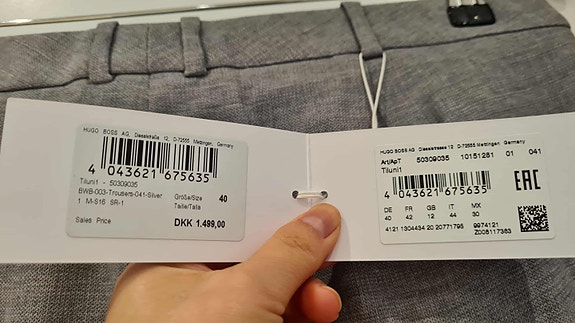 HUGO BOSS AG, Dieselstraße 12, D-72555 Metzingen, Germany
4 043621 675635
Tiluni1 - 50309035
BWB-003-Trousers-041-Silver
1 M-S16 SR-1
Größe/Size 40
Taille/Talla
Sales Price DKK 1.499,00
HUGO BOSS AG, Dieselstrasse 12, D-72555 Metzingen, Germany
Art/ApT 50309035 10151281 01 041
Tiluni1
4 043621 675635
EAC
DE FR GB IT MX
40 42 12 44 30
4121 1304434 20 20771795 9974121
Z008117383